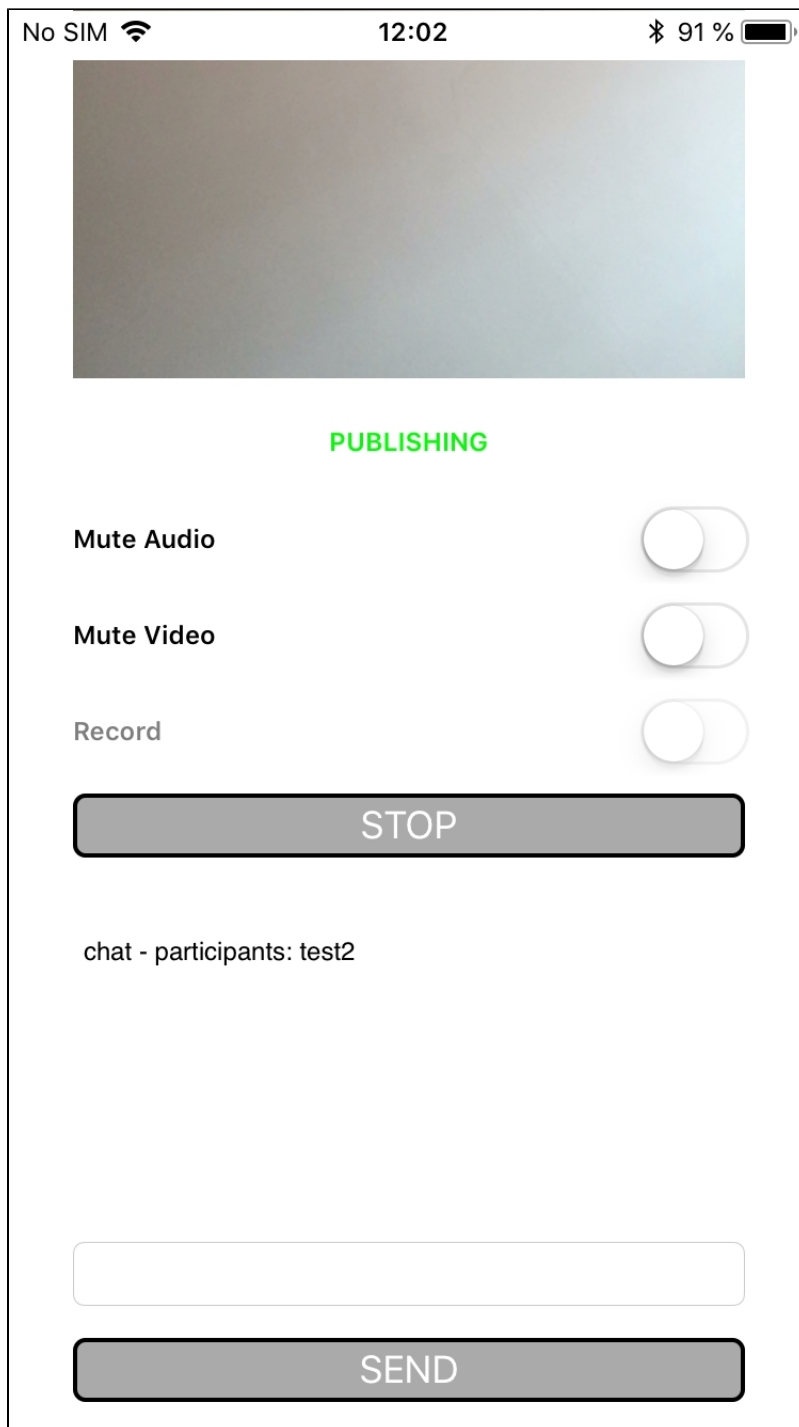 No SIM 12:02 91 %
PUBLISHING
Mute Audio
Mute Video
Record
STOP
chat - participants: test2
SEND